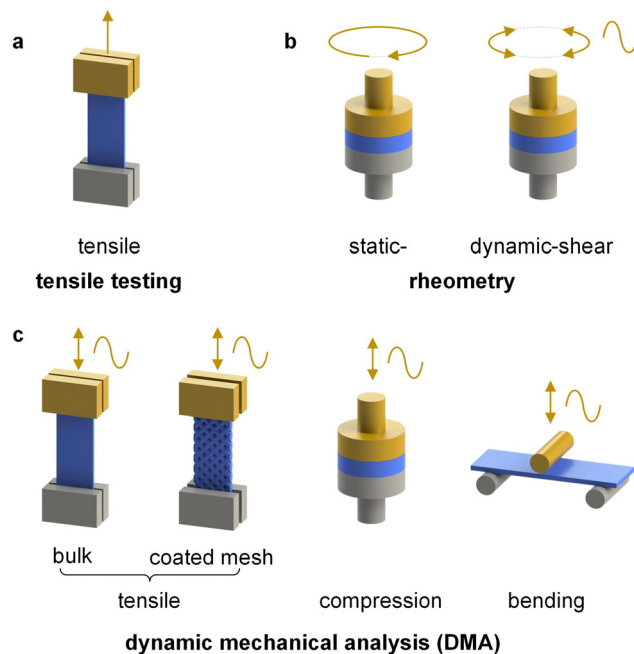 a
b
tensile
static-
dynamic-shear
tensile testing
rheometry
c
bulk
coated mesh
tensile
compression
bending
dynamic mechanical analysis (DMA)